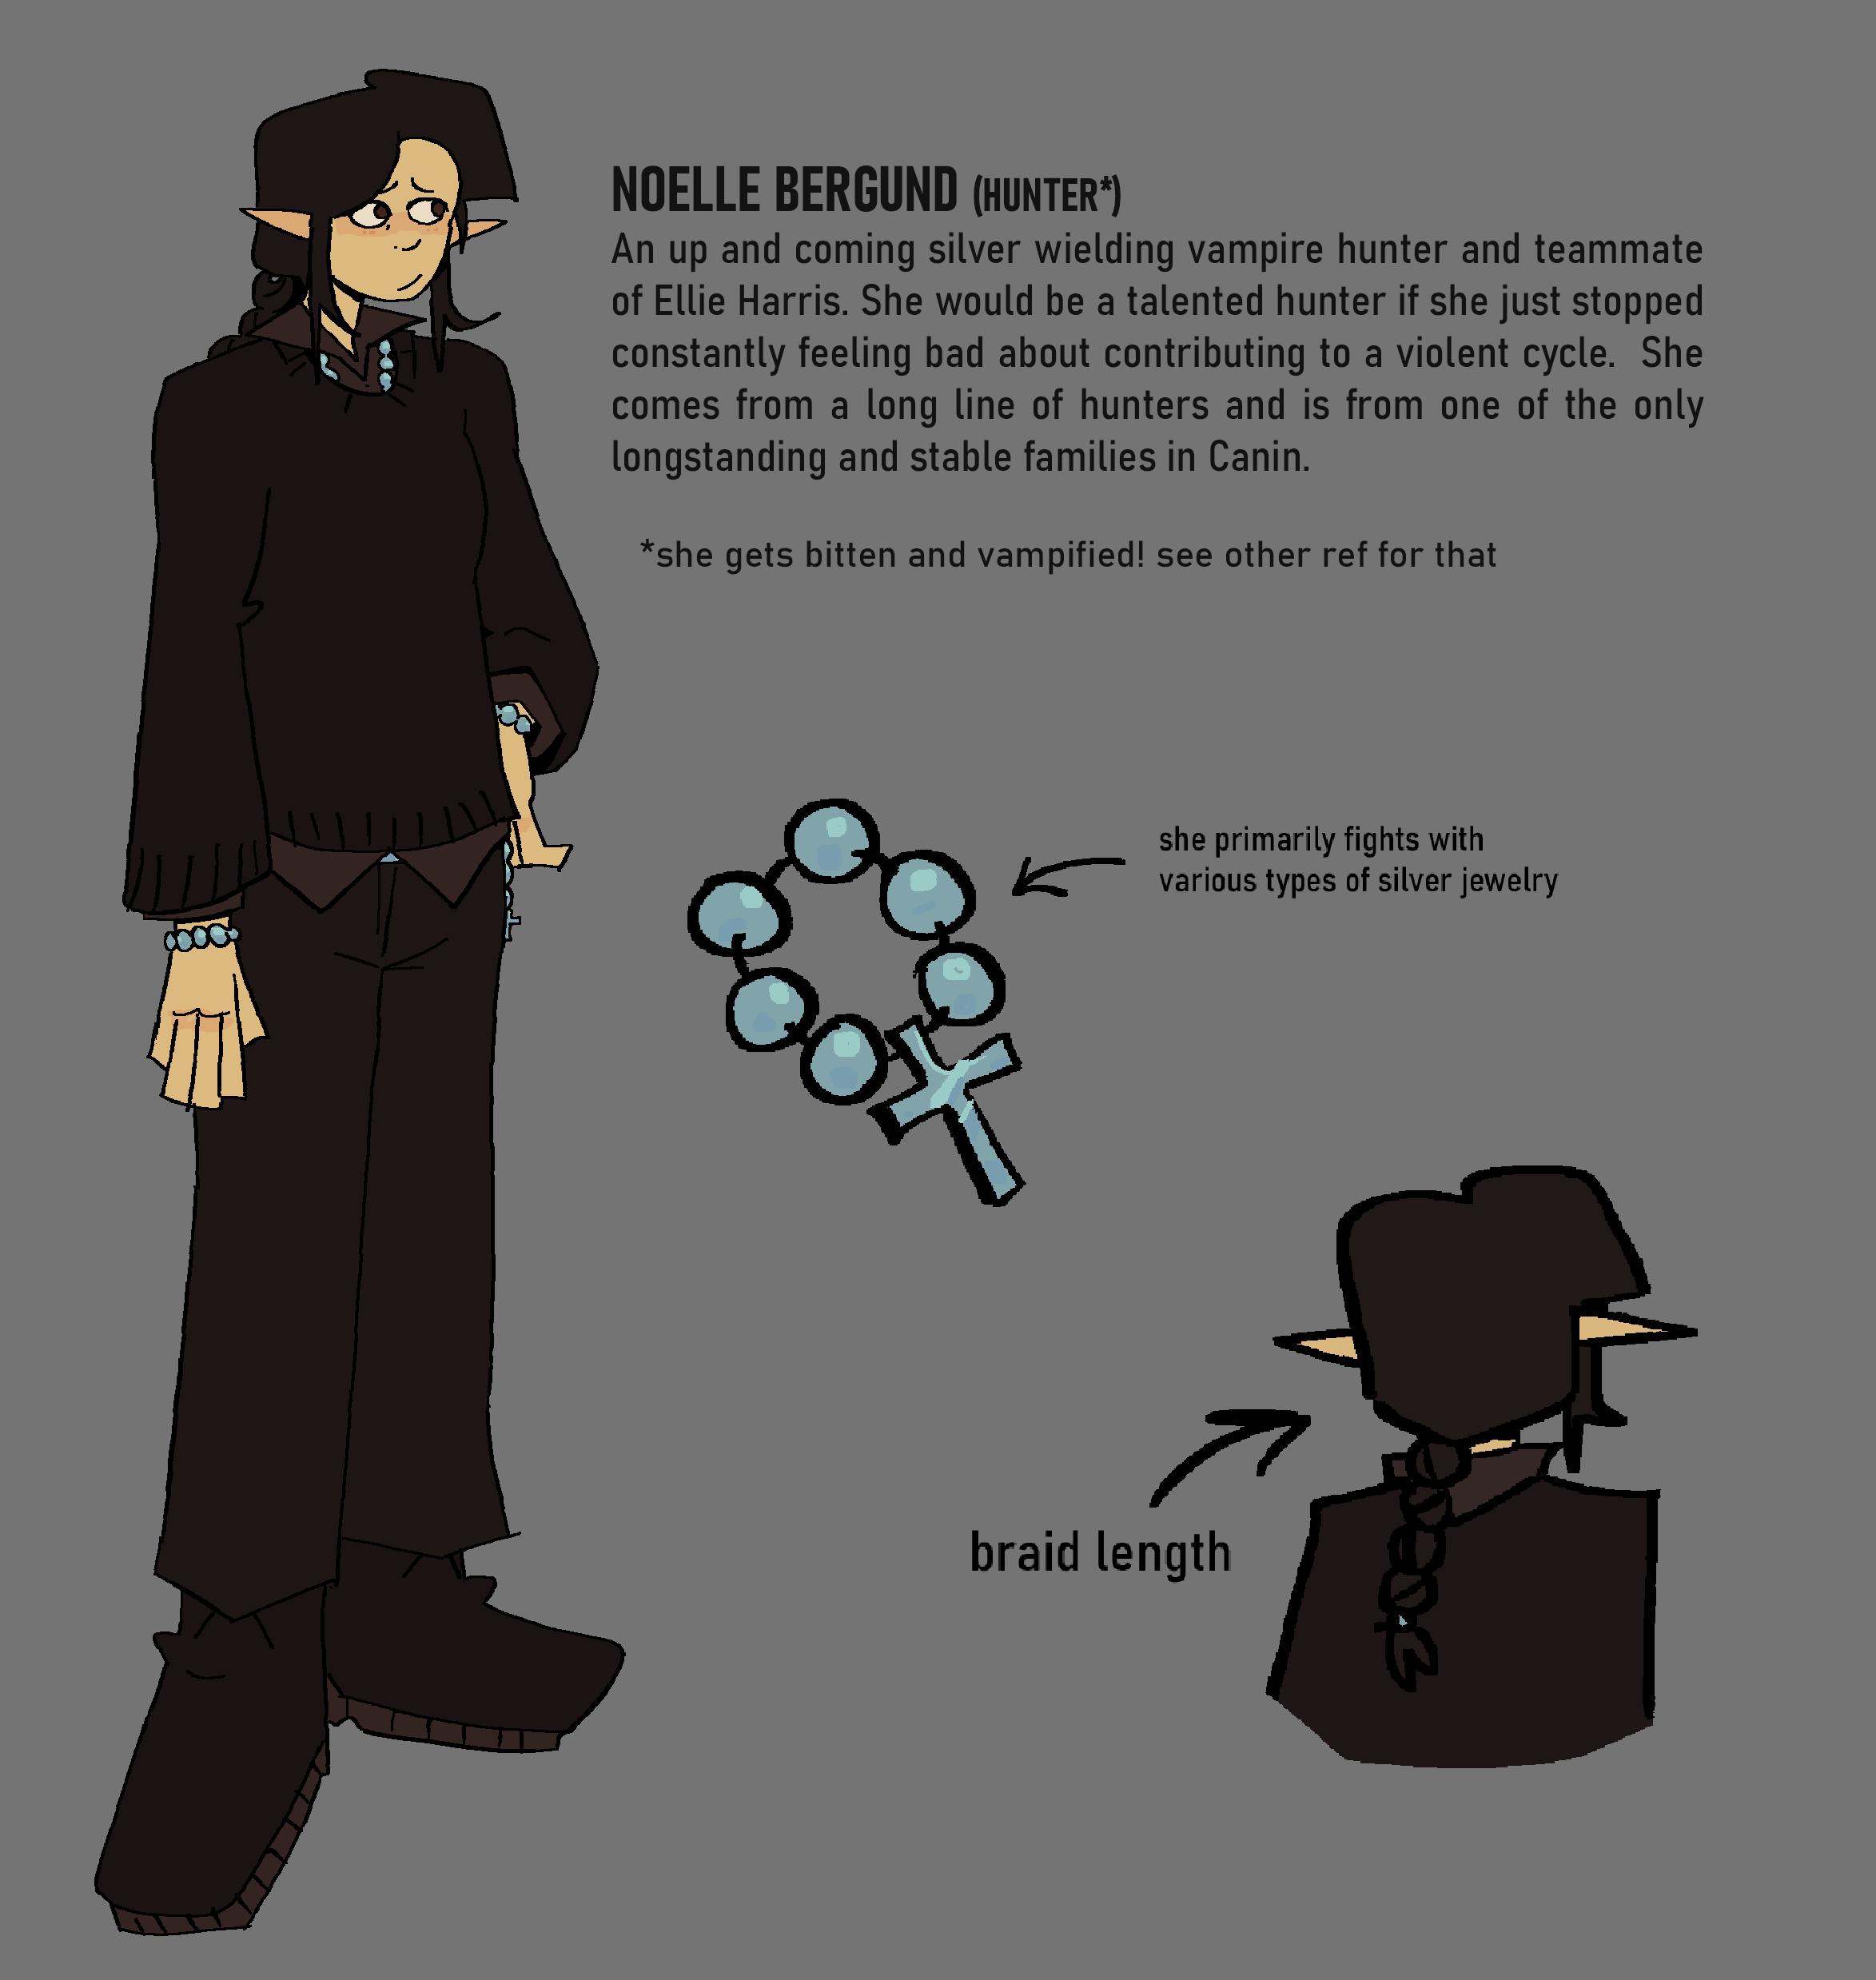 NOELLE BERGUND (HUNTER*)
An up and coming silver wielding vampire hunter and teammate
of Ellie Harris. She would be a talented hunter if she just stopped
constantly feeling bad about contributing to a violent cycle. She
comes from a long line of hunters and is from one of the only
longstanding and stable families in Canin.
*she gets bitten and vampified! see other ref for that
she primarily fights with
various types of silver jewelry
braid length